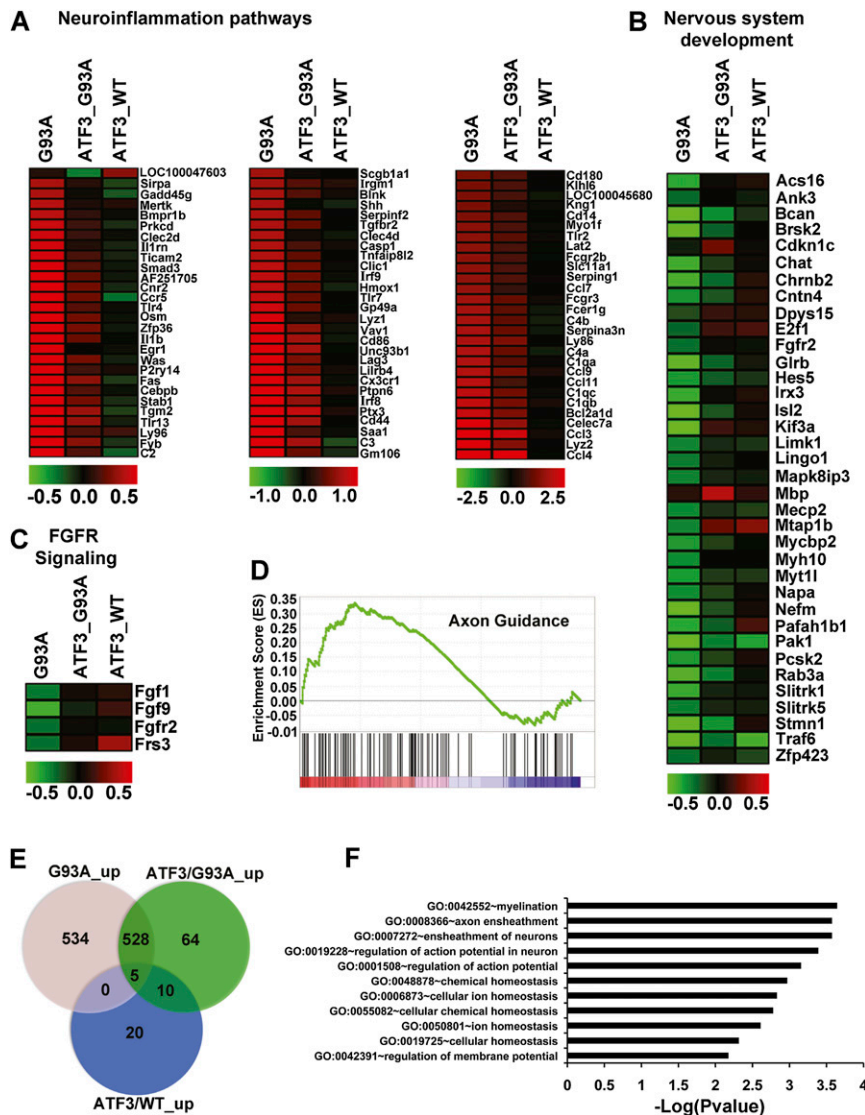 A
Neuroinflammation pathways
G93A
ATF3_G93A
ATF3_WT
LOC100047603
Sirpa
Gadd45g
Mertk
Bmpr1b
Prkcd
Clec2d
Il1rn
Ticam2
Smad3
AF251705
Cnr2
Ccr5
Tlr4
Osm
Zfp36
Il1b
Egr1
Was
P2ry14
Fas
Cebpb
Stab1
Tgm2
Tlr13
Ly96
Fyb
C2
-0.5 0.0 0.5
G93A
ATF3_G93A
ATF3_WT
Scgb1a1
Irgm1
Blnk
Shh
Serpinf2
Tgfbr2
Clec4d
Casp1
Tnfaip8l2
Clic1
Irf9
Hmox1
Tlr7
Gp49a
Lyz1
Vav1
Cd86
Unc93b1
Lag3
Lilrb4
Cx3cr1
Ptpn6
Irf8
Ptx3
Cd44
Saa1
C3
Gm106
-1.0 0.0 1.0
G93A
ATF3_G93A
ATF3_WT
Cd180
Klhl6
LOC100045680
Kng1
Cd14
Myo1f
Tlr2
Lat2
Fcgr2b
Slc11a1
Serping1
Ccl7
Fcgr3
Fcer1g
C4b
Serpina3n
Ly86
C4a
C1qa
Ccl9
Ccl11
C1qc
C1qb
Bcl2a1d
Celec7a
Ccl3
Lyz2
Ccl4
-2.5 0.0 2.5
B
Nervous system
development
G93A
ATF3_G93A
ATF3_WT
Acs16
Ank3
Bcan
Brsk2
Cdkn1c
Chat
Chrnb2
Cntn4
Dpys15
E2f1
Fgfr2
Glrb
Hes5
Irx3
Isl2
Kif3a
Limk1
Lingo1
Mapk8ip3
Mbp
Mecp2
Mtap1b
Mycbp2
Myh10
Myt1l
Napa
Nefm
Pafah1b1
Pak1
Pcsk2
Rab3a
Slitrk1
Slitrk5
Stmn1
Traf6
Zfp423
-0.5 0.0 0.5
C
FGFR
Signaling
G93A
ATF3_G93A
ATF3_WT
Fgf1
Fgf9
Fgfr2
Frs3
-0.5 0.0 0.5
D
Axon Guidance
Enrichment Score (ES)
0.35
0.30
0.25
0.20
0.15
0.10
0.05
0.00
-0.01
E
G93A_up
ATF3/G93A_up
534
528
64
5
0
10
20
ATF3/WT_up
F
GO:0042552~myelination
GO:0008366~axon ensheathment
GO:0007272~ensheathment of neurons
GO:0019228~regulation of action potential in neuron
GO:0001508~regulation of action potential
GO:0048878~chemical homeostasis
GO:0006873~cellular ion homeostasis
GO:0055082~cellular chemical homeostasis
GO:0050801~ion homeostasis
GO:0019725~cellular homeostasis
GO:0042391~regulation of membrane potential
0 0.5 1 1.5 2 2.5 3 3.5 4
-Log(Pvalue)